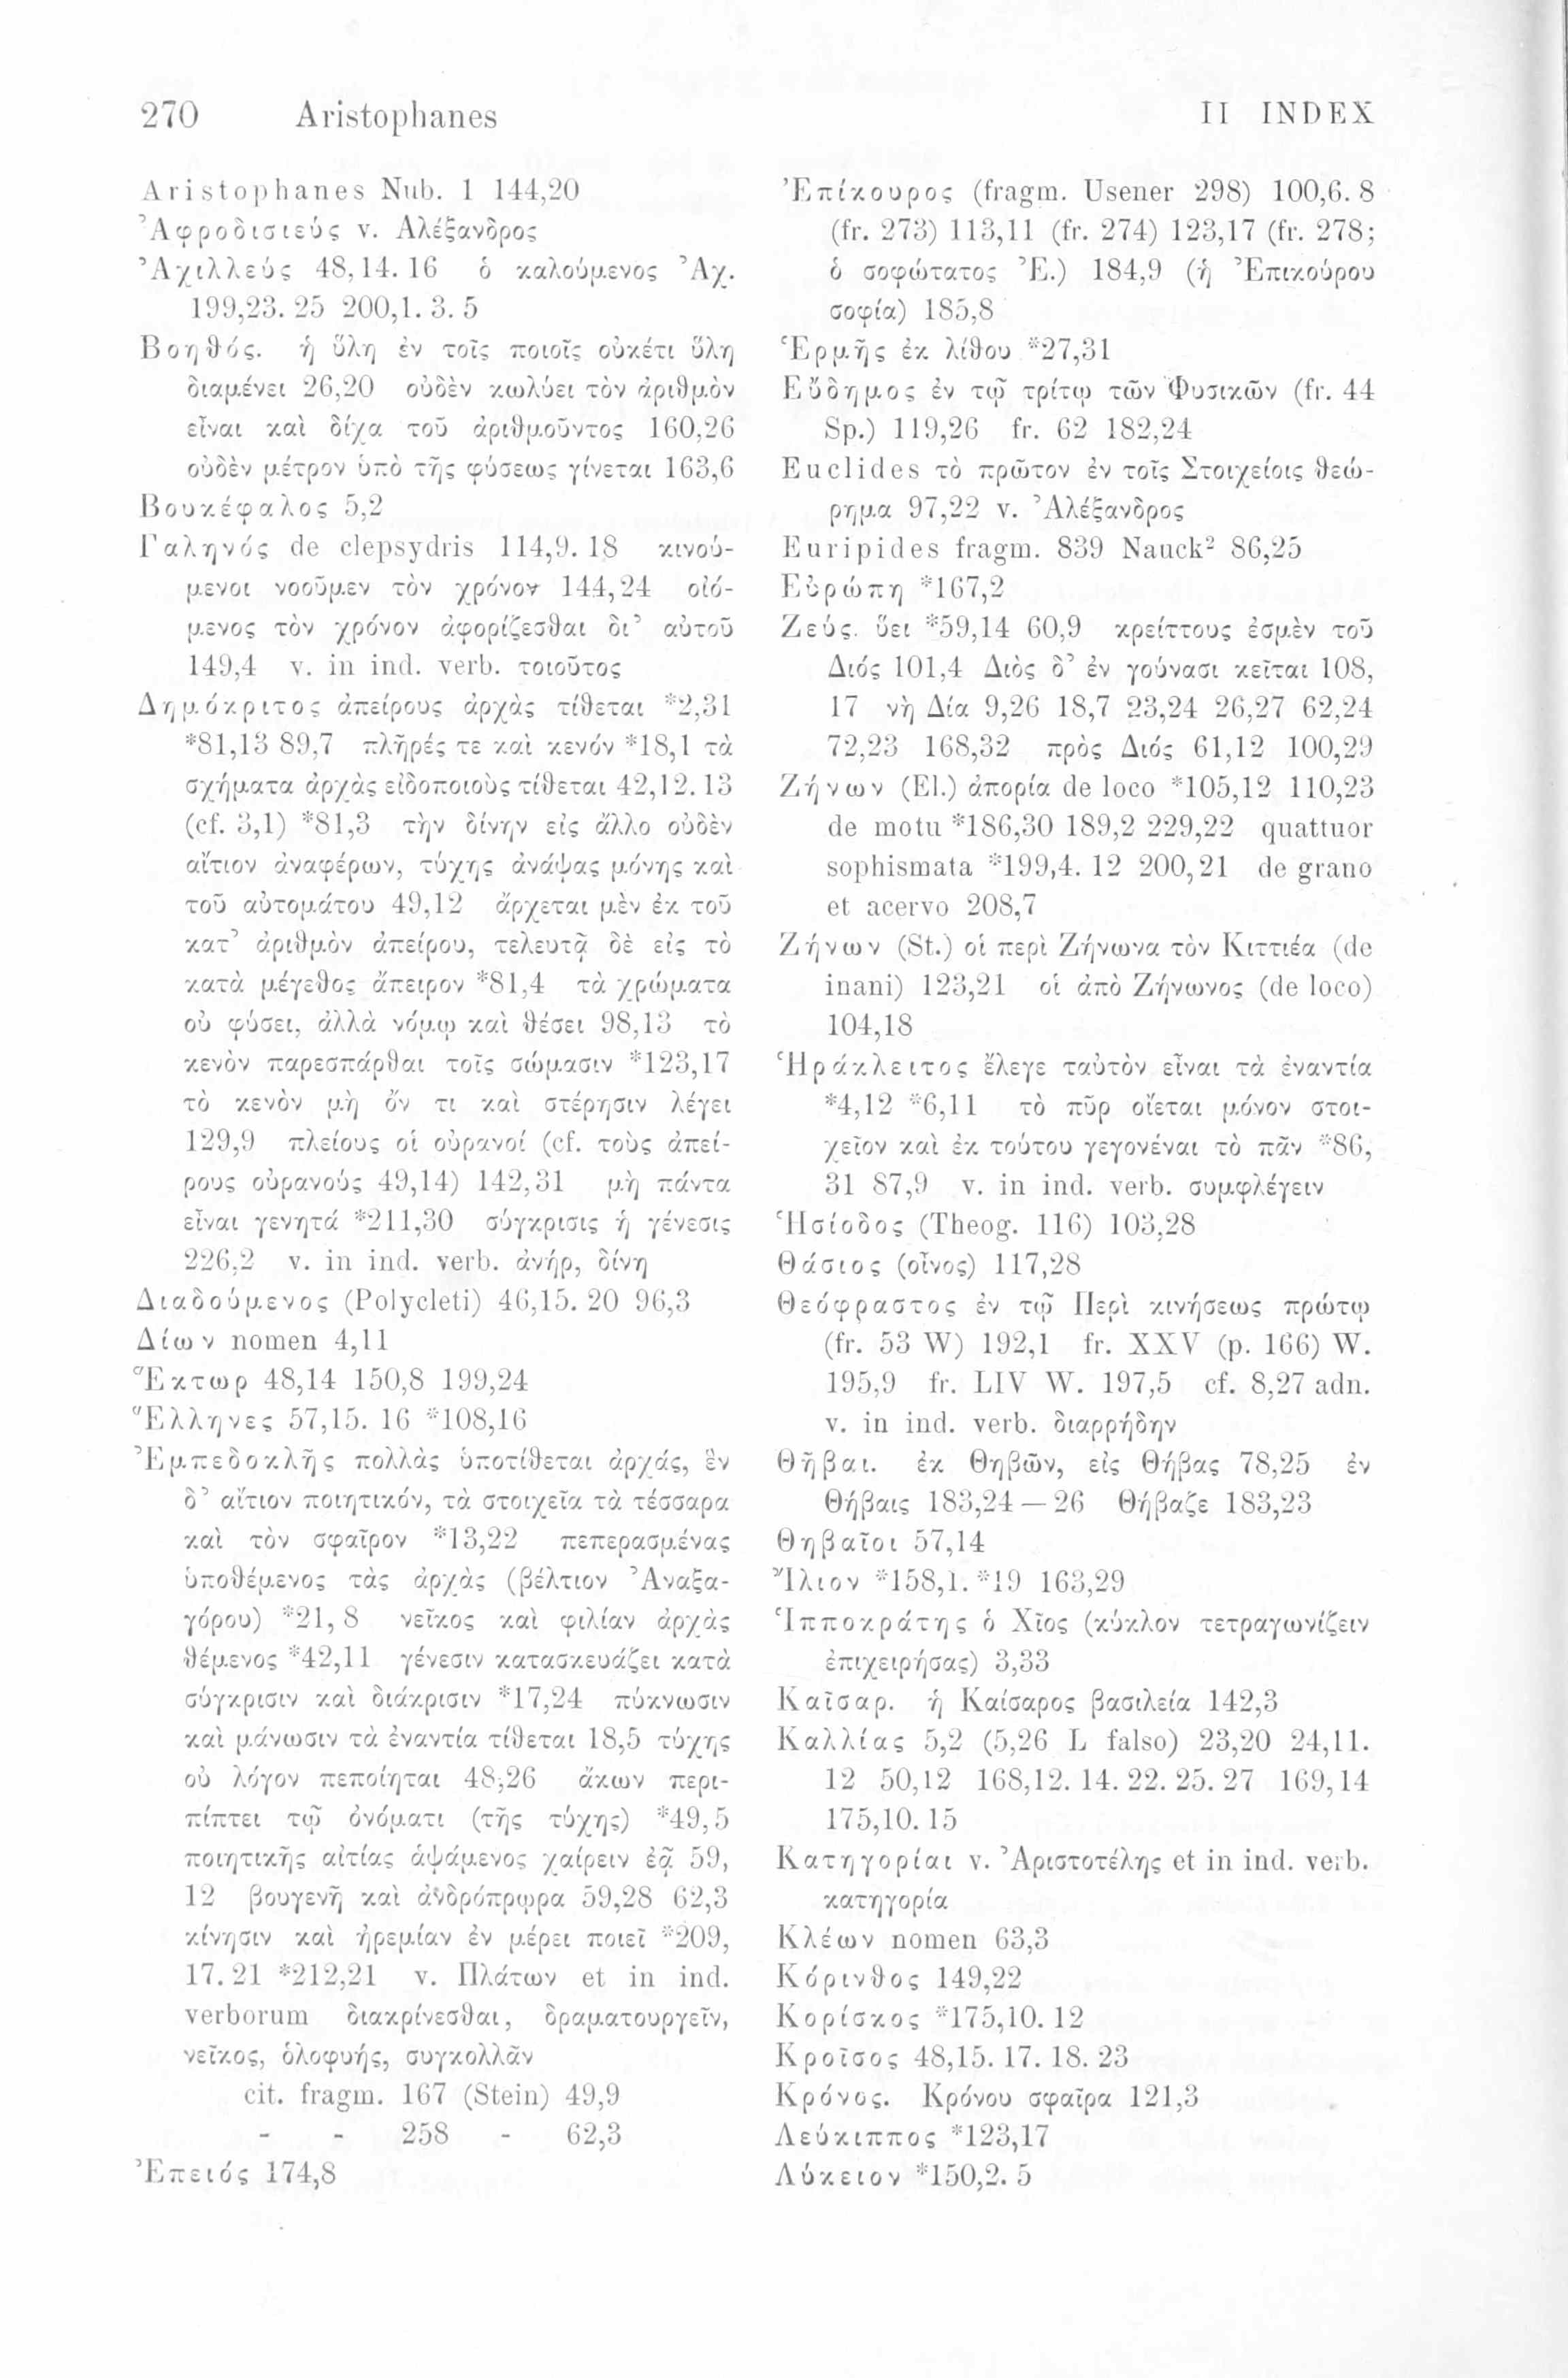 270 Aristophanes II INDEX
Aristophanes Nub. 1 144,20
Ἀφροδισιεύς v. Αλέξανδρος
Ἀχιλλεύς 48,14. 16 ὁ καλούμενος Ἀχ.
199,23. 25 200,1. 3. 5
Βοηθός. ἡ ὕλη ἐν τοῖς ποιοῖς οὐκέτι ὕλη
διαμένει 26,20 οὐδὲν κωλύει τὸν ἀριθμὸν
εἶναι καὶ δίχα τοῦ ἀριθμοῦντος 160,26
οὐδὲν μέτρον ὑπὸ τῆς φύσεως γίνεται 163,6
Βουκέφαλος 5,2
Γαληνός de clepsydris 114,9. 18 κινού-
μενοι νοοῦμεν τὸν χρόνον 144,24 οἰό-
μενος τὸν χρόνον ἀφορίζεσθαι δι’ αὑτοῦ
149,4 v. in ind. verb. τοιοῦτος
Δημόκριτος ἀπείρους ἀρχὰς τίθεται *2,31
*81,13 89,7 πλῆρές τε καὶ κενόν *18,1 τὰ
σχήματα ἀρχὰς εἰδοποιοὺς τίθεται 42,12. 13
(cf. 3,1) *81,3 τὴν δίνην εἰς ἄλλο οὐδὲν
αἴτιον ἀναφέρων, τύχης ἀνάψας μόνης καὶ
τοῦ αὐτομάτου 49,12 ἄρχεται μὲν ἐκ τοῦ
κατ’ ἀριθμὸν ἀπείρου, τελευτᾷ δὲ εἰς τὸ
κατὰ μέγεθος ἄπειρον *81,4 τὰ χρώματα
οὐ φύσει, ἀλλὰ νόμῳ καὶ θέσει 98,13 τὸ
κενὸν παρεσπάρθαι τοῖς σώμασιν *123,17
τὸ κενὸν μὴ ὄν τι καὶ στέρησιν λέγει
129,9 πλείους οἱ οὐρανοί (cf. τοὺς ἀπεί-
ρους οὐρανούς 49,14) 142,31 μὴ πάντα
εἶναι γενητά *211,30 σύγκρισις ἡ γένεσις
226,2 v. in ind. verb. ἀνήρ, δίνη
Διαδούμενος (Polycleti) 46,15. 20 96,3
Δίων nomen 4,11
Ἕκτωρ 48,14 150,8 199,24
Ἕλληνες 57,15. 16 *108,16
Ἐμπεδοκλῆς πολλὰς ὑποτίθεται ἀρχάς, ἓν
δ’ αἴτιον ποιητικόν, τὰ στοιχεῖα τὰ τέσσαρα
καὶ τὸν σφαῖρον *13,22 πεπερασμένας
ὑποθέμενος τὰς ἀρχὰς (βέλτιον Ἀναξα-
γόρου) *21,8 νεῖκος καὶ φιλίαν ἀρχὰς
θέμενος *42,11 γένεσιν κατασκευάζει κατὰ
σύγκρισιν καὶ διάκρισιν *17,24 πύκνωσιν
καὶ μάνωσιν τὰ ἐναντία τίθεται 18,5 τύχης
οὐ λόγον πεποίηται 48,26 ἄκων περι-
πίπτει τῷ ὀνόματι (τῆς τύχης) *49,5
ποιητικῆς αἰτίας ἁψάμενος χαίρειν ἐᾷ 59,
12 βουγενῆ καὶ ἀνδρόπρῳρα 59,28 62,3
κίνησιν καὶ ἠρεμίαν ἐν μέρει ποιεῖ *209,
17. 21 *212,21 v. Πλάτων et in ind.
verborum διακρίνεσθαι, δραματουργεῖν,
νεῖκος, ὁλοφυής, συγκολλᾶν
cit. fragm. 167 (Stein) 49,9
- - 258 - 62,3
Ἐπειός 174,8
Ἐπίκουρος (fragm. Usener 298) 100,6. 8
(fr. 273) 113,11 (fr. 274) 123,17 (fr. 278;
ὁ σοφώτατος Ἐ.) 184,9 (ἡ Ἐπικούρου
σοφία) 185,8
Ἑρμῆς ἐκ λίθου *27,31
Εὔδημος ἐν τῷ τρίτῳ τῶν Φυσικῶν (fr. 44
Sp.) 119,26 fr. 62 182,24
Euclides τὸ πρῶτον ἐν τοῖς Στοιχείοις θεώ-
ρημα 97,22 v. Ἀλέξανδρος
Euripides fragm. 839 Nauck² 86,25
Εὐρώπη *167,2
Ζεύς. ὕει *59,14 60,9 κρείττους ἐσμὲν τοῦ
Διός 101,4 Διὸς δ’ ἐν γούνασι κεῖται 108,
17 νὴ Δία 9,26 18,7 23,24 26,27 62,24
72,23 168,32 πρὸς Διός 61,12 100,29
Ζήνων (El.) ἀπορία de loco *105,12 110,23
de motu *186,30 189,2 229,22 quattuor
sophismata *199,4. 12 200,21 de grano
et acervo 208,7
Ζήνων (St.) οἱ περὶ Ζήνωνα τὸν Κιττιέα (de
inani) 123,21 οἱ ἀπὸ Ζήνωνος (de loco)
104,18
Ἡράκλειτος ἔλεγε ταὐτὸν εἶναι τὰ ἐναντία
*4,12 *6,11 τὸ πῦρ οἴεται μόνον στοι-
χεῖον καὶ ἐκ τούτου γεγονέναι τὸ πᾶν *86,
31 87,9 v. in ind. verb. συμφλέγειν
Ἡσίοδος (Theog. 116) 103,28
Θάσιος (οἶνος) 117,28
Θεόφραστος ἐν τῷ Περὶ κινήσεως πρώτῳ
(fr. 53 W) 192,1 fr. XXV (p. 166) W.
195,9 fr. LIV W. 197,5 cf. 8,27 adn.
v. in ind. verb. διαρρήδην
Θῆβαι. ἐκ Θηβῶν, εἰς Θήβας 78,25 ἐν
Θήβαις 183,24 — 26 Θήβαζε 183,23
Θηβαῖοι 57,14
Ἴλιον *158,1. *19 163,29
Ἱπποκράτης ὁ Χῖος (κύκλον τετραγωνίζειν
ἐπιχειρήσας) 3,33
Καῖσαρ. ἡ Καίσαρος βασιλεία 142,3
Καλλίας 5,2 (5,26 L falso) 23,20 24,11.
12 50,12 168,12. 14. 22. 25. 27 169,14
175,10. 15
Κατηγορίαι v. Ἀριστοτέλης et in ind. verb.
κατηγορία
Κλέων nomen 63,3
Κόρινθος 149,22
Κορίσκος *175,10. 12
Κροῖσος 48,15. 17. 18. 23
Κρόνος. Κρόνου σφαῖρα 121,3
Λεύκιππος *123,17
Λύκειον *150,2. 5